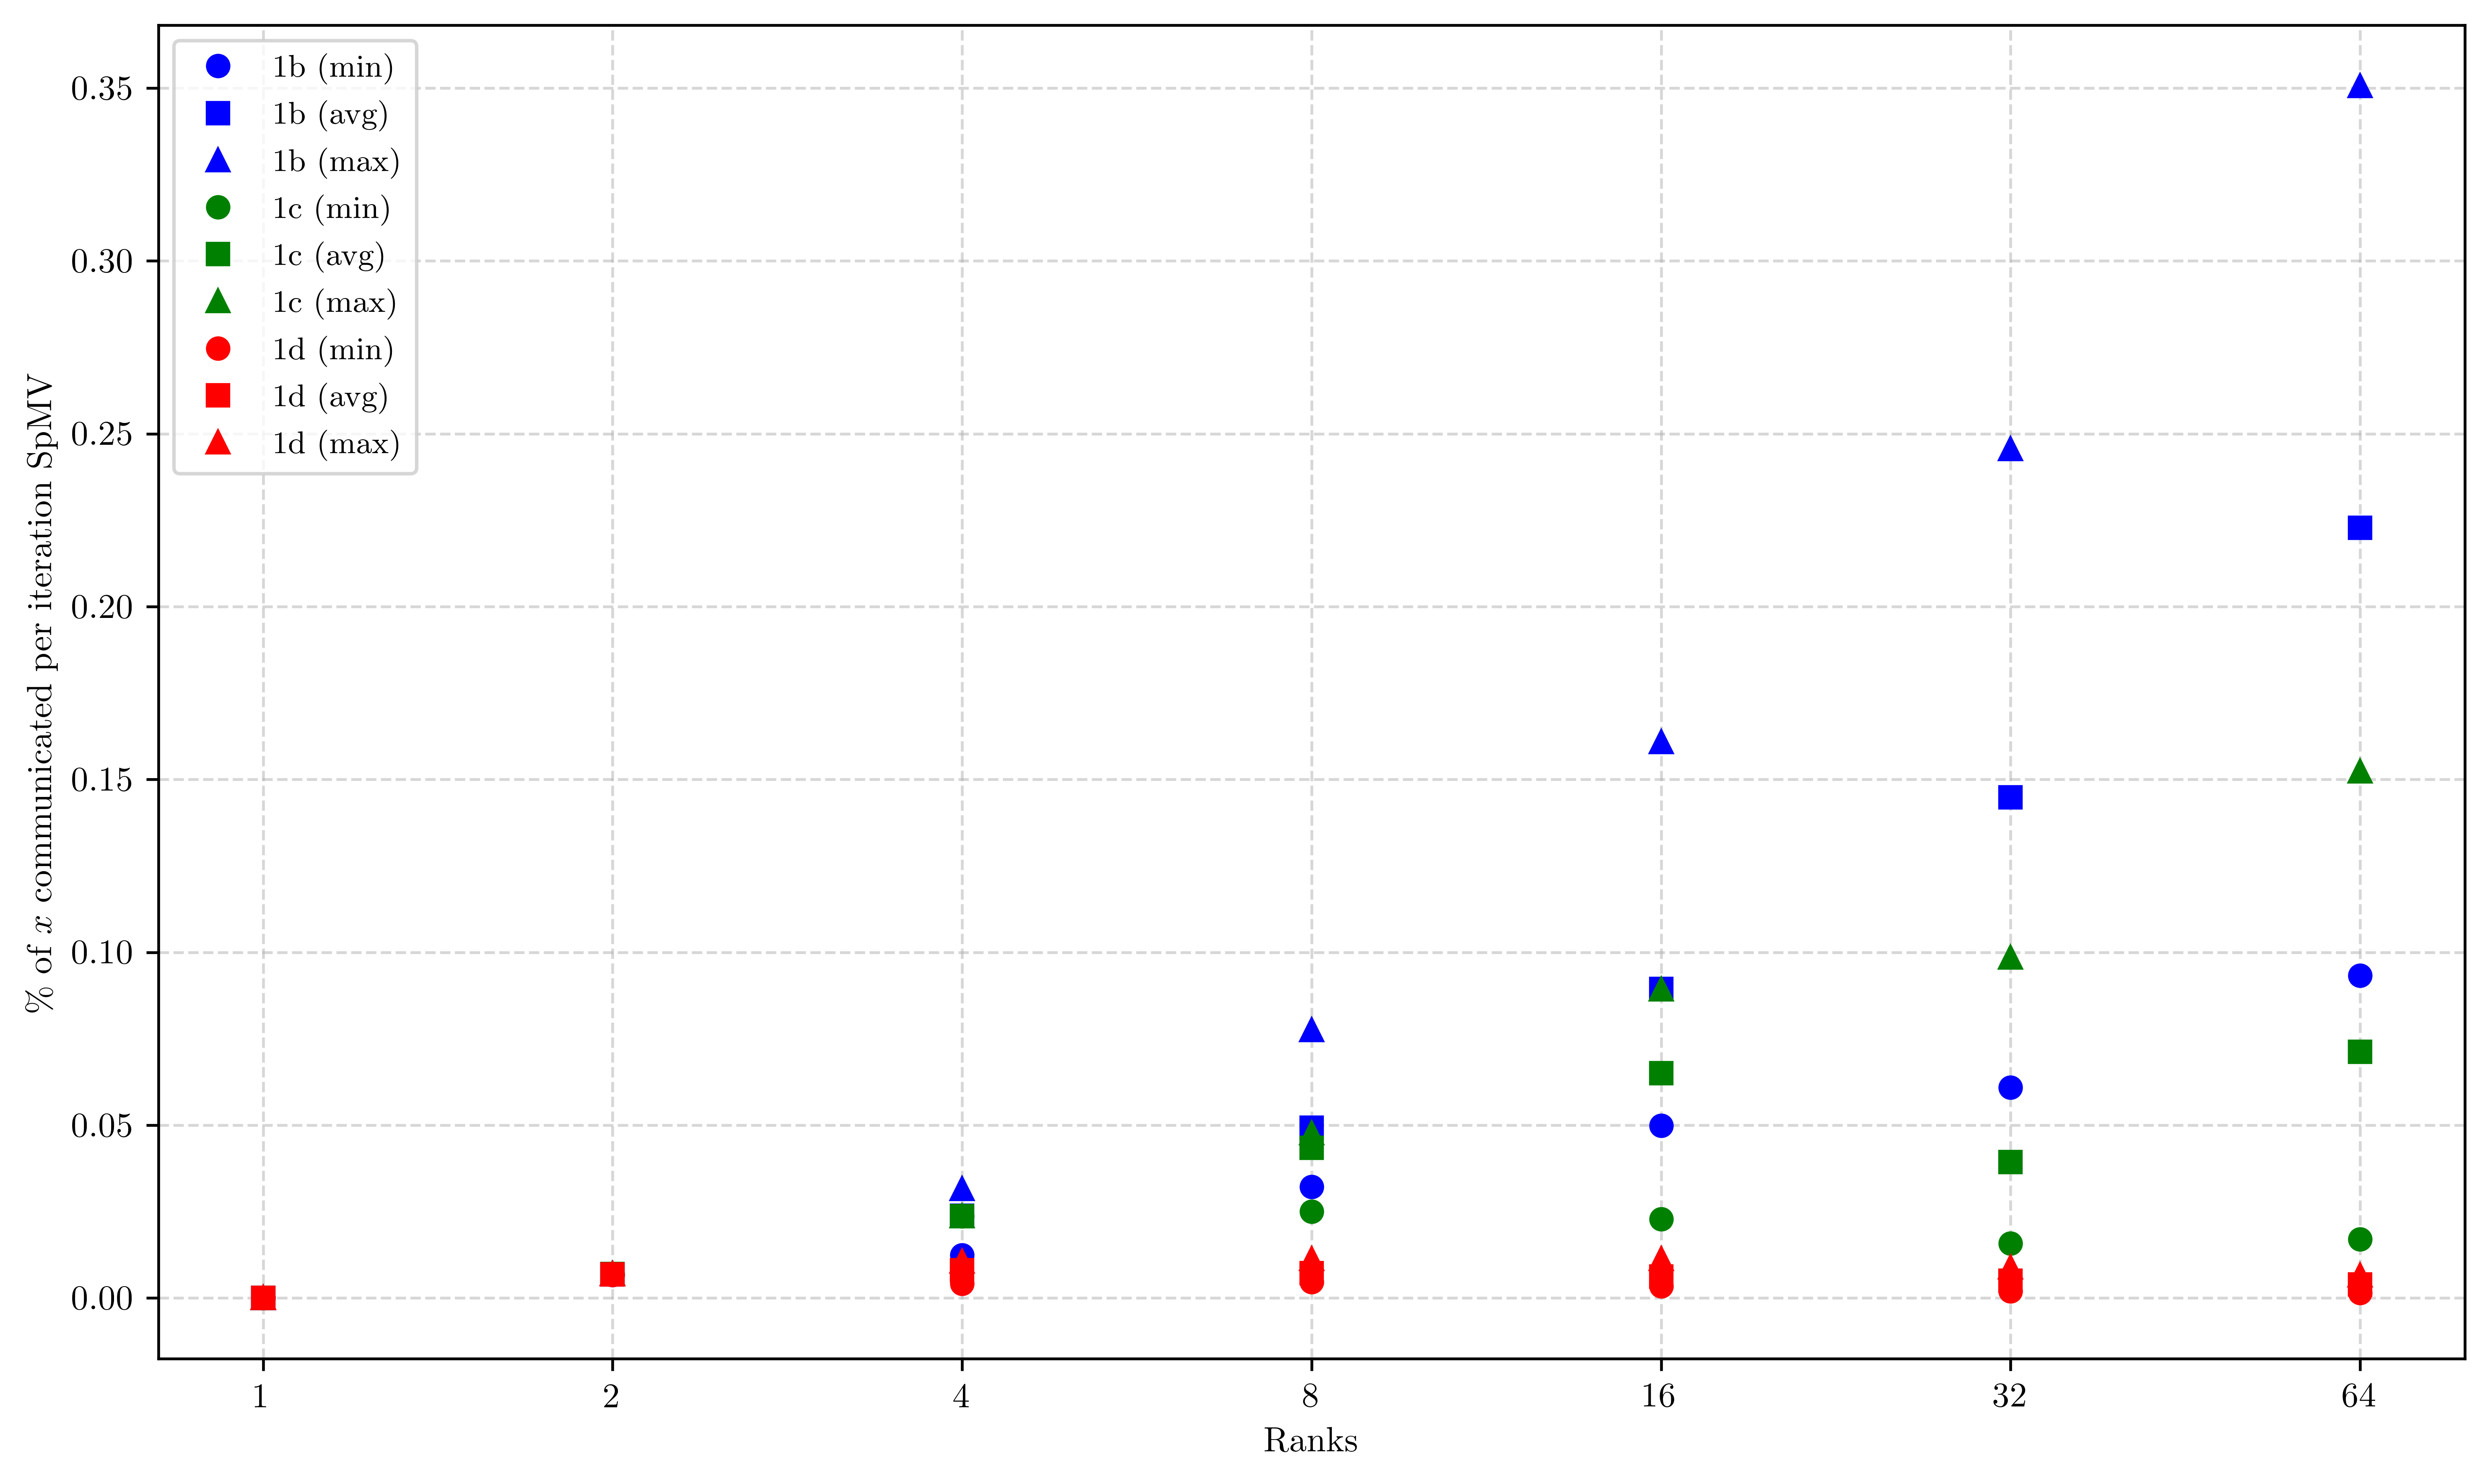 1b (min)
1b (avg)
1b (max)
1c (min)
1c (avg)
1c (max)
1d (min)
1d (avg)
1d (max)
% of x communicated per iteration SpMV
0.35
0.30
0.25
0.20
0.15
0.10
0.05
0.00
1 2 4 8 16 32 64
Ranks